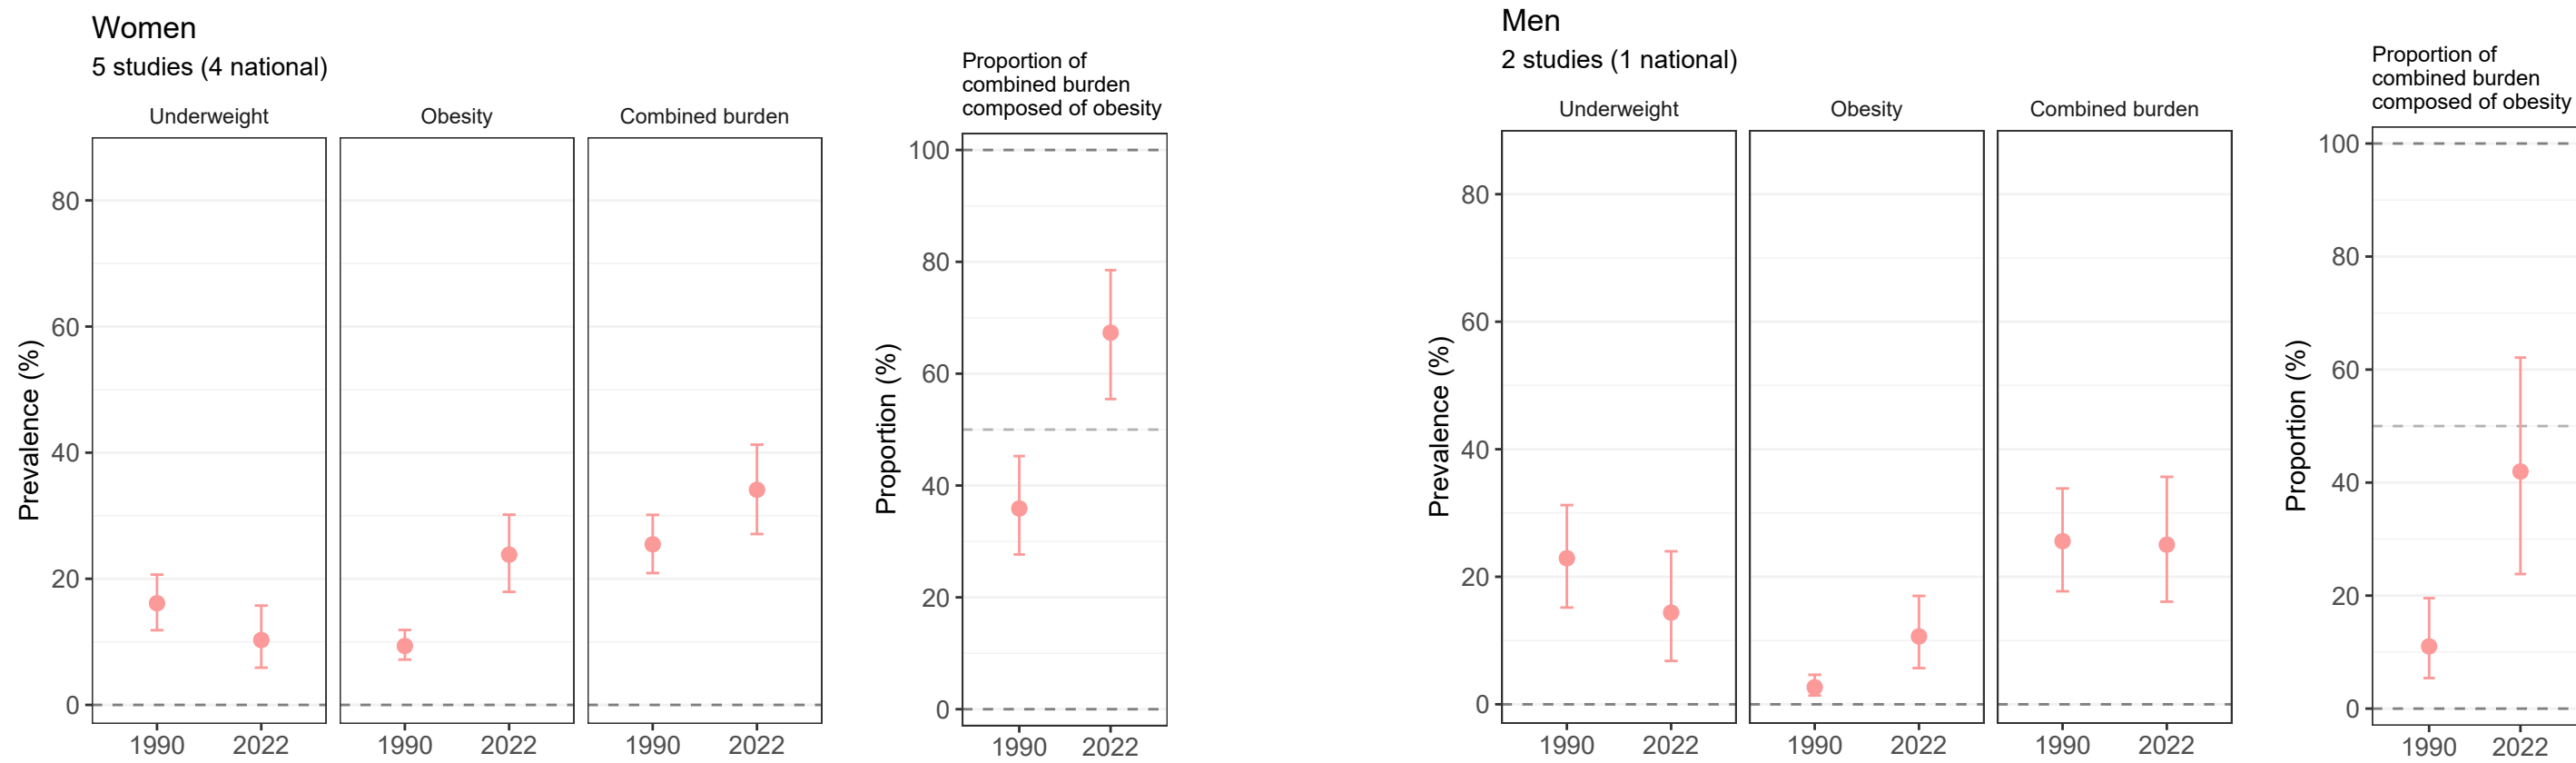 Women
5 studies (4 national)
Underweight
Obesity
Combined burden
Prevalence (%)
80
60
40
20
0
1990 2022
1990 2022
1990 2022
Proportion of
combined burden
composed of obesity
Proportion (%)
100
80
60
40
20
0
1990 2022
Men
2 studies (1 national)
Underweight
Obesity
Combined burden
Prevalence (%)
80
60
40
20
0
1990 2022
1990 2022
1990 2022
Proportion of
combined burden
composed of obesity
Proportion (%)
100
80
60
40
20
0
1990 2022